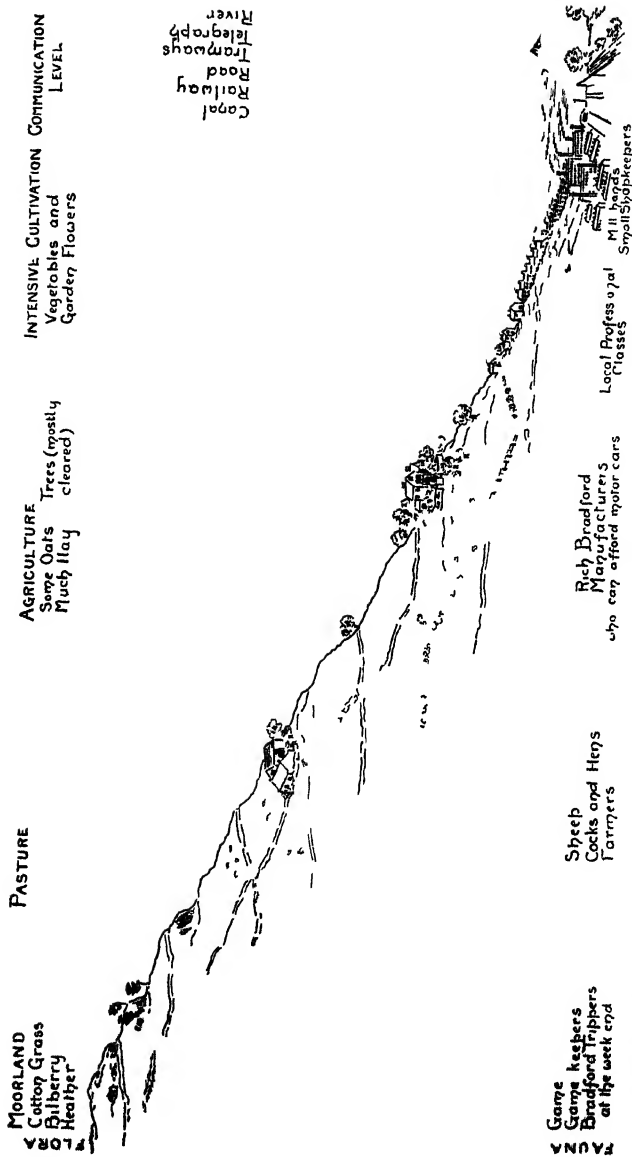 FLORA
MOORLAND
Cotton Grass
Bilberry
Heather
PASTURE
AGRICULTURE
Some Oats
Much Hay
Trees (mostly
cleared)
INTENSIVE CULTIVATION
Vegetables and
Garden Flowers
COMMUNICATION
LEVEL
Canal
Railway
Road
Tramways
Telegraph
River
FAUNA
Game
Game keepers
Bradford Trippers
at the week end
Sheep
Cocks and Hens
Farmers
Rich Bradford
Manufacturers
who can afford motor cars
Local Professional
Classes
Mill hands
Small Shopkeepers